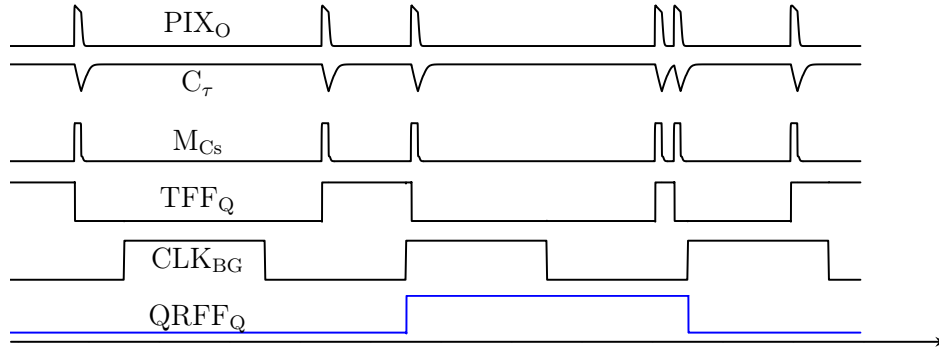 PIX_O
C_τ
M_Cs
TFF_Q
CLK_BG
QRFF_Q